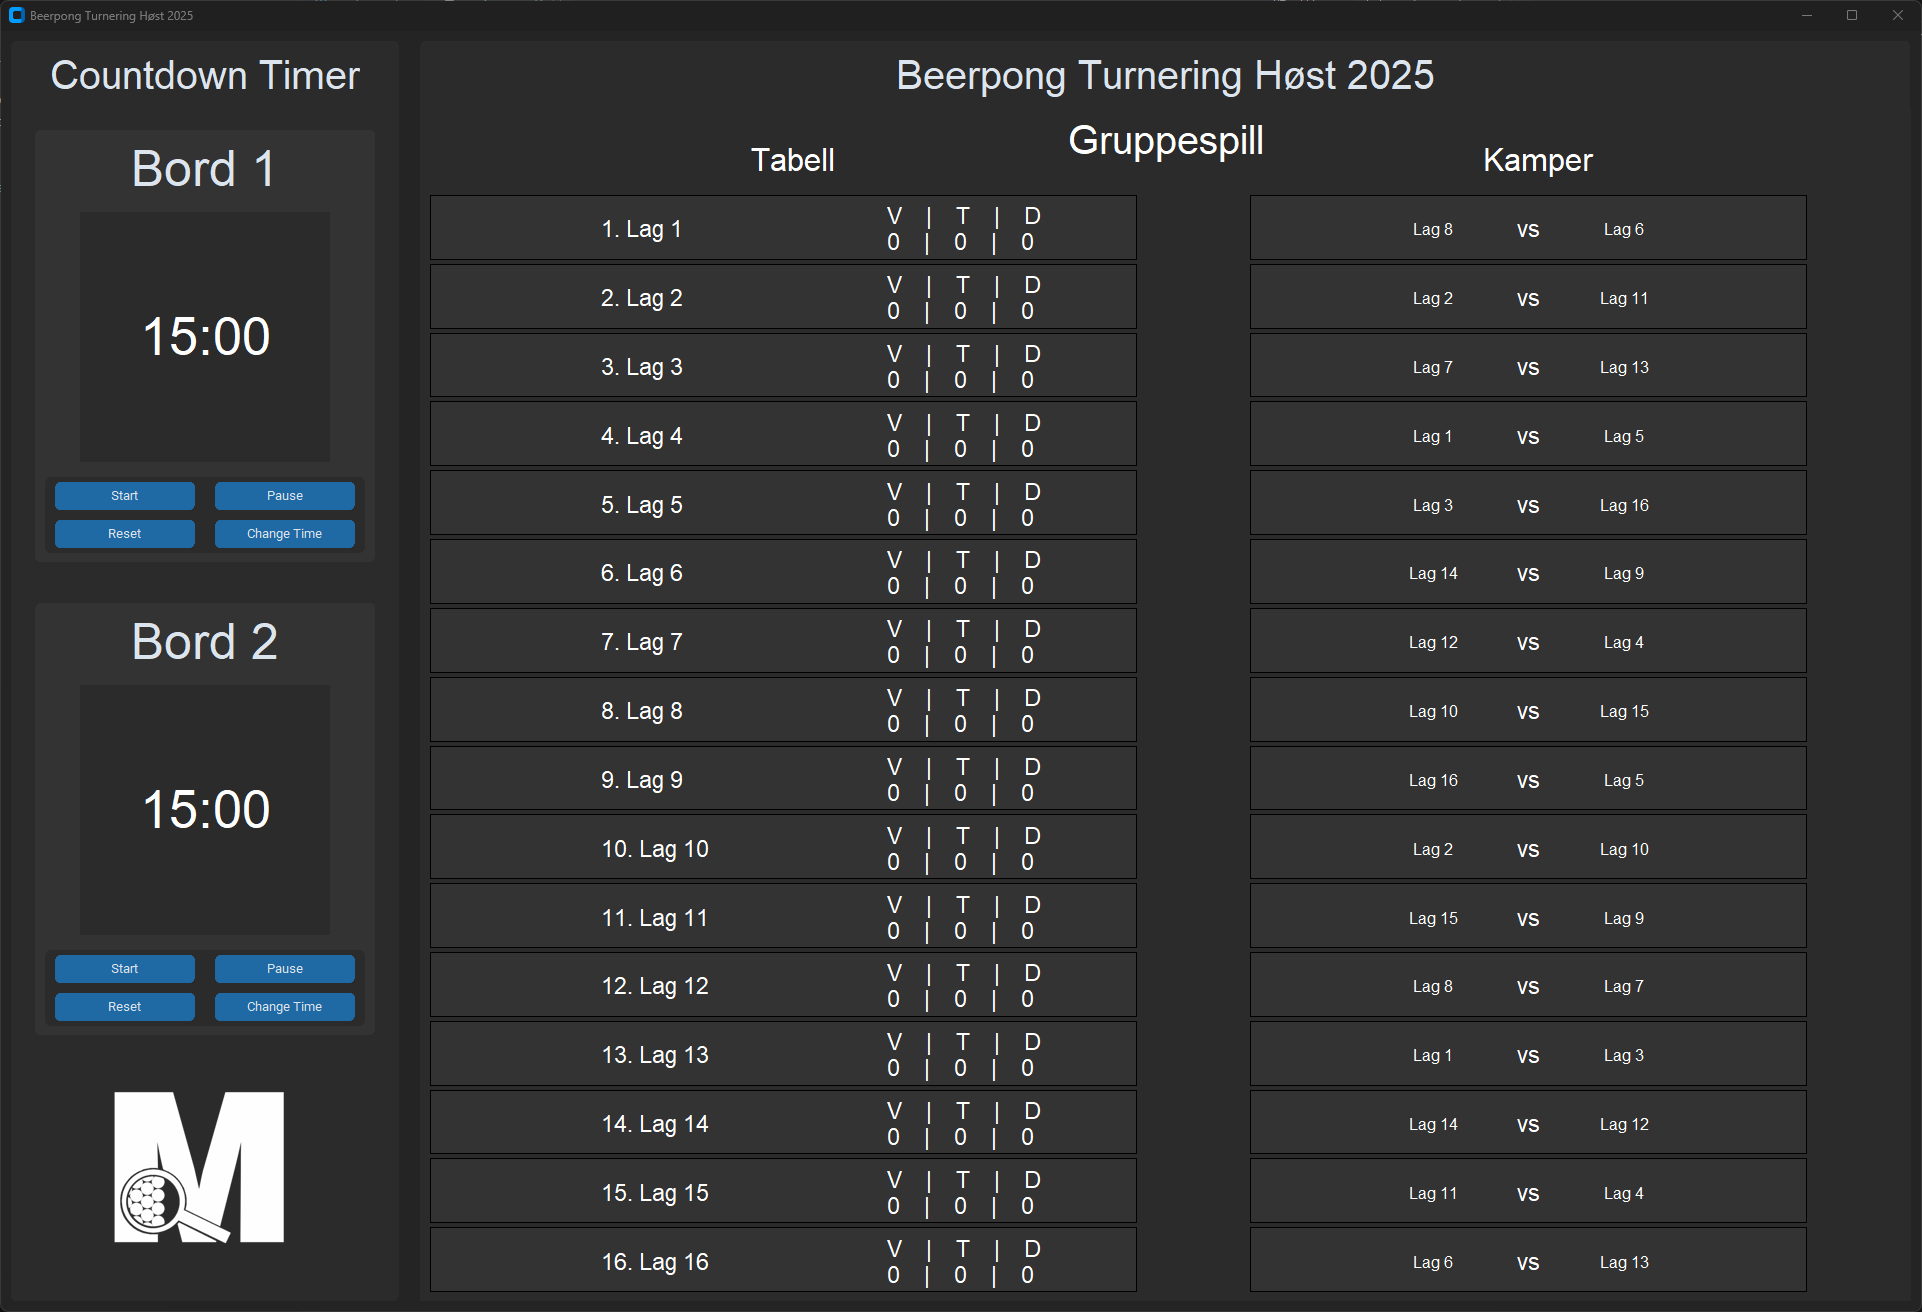 Beerpong Turnering Høst 2025
Countdown Timer
Bord 1
15:00
Start Pause
Reset Change Time
Bord 2
15:00
Start Pause
Reset Change Time
M
Beerpong Turnering Høst 2025
Gruppespill
Tabell
1. Lag 1
V | T | D
0 | 0 | 0
2. Lag 2
V | T | D
0 | 0 | 0
3. Lag 3
V | T | D
0 | 0 | 0
4. Lag 4
V | T | D
0 | 0 | 0
5. Lag 5
V | T | D
0 | 0 | 0
6. Lag 6
V | T | D
0 | 0 | 0
7. Lag 7
V | T | D
0 | 0 | 0
8. Lag 8
V | T | D
0 | 0 | 0
9. Lag 9
V | T | D
0 | 0 | 0
10. Lag 10
V | T | D
0 | 0 | 0
11. Lag 11
V | T | D
0 | 0 | 0
12. Lag 12
V | T | D
0 | 0 | 0
13. Lag 13
V | T | D
0 | 0 | 0
14. Lag 14
V | T | D
0 | 0 | 0
15. Lag 15
V | T | D
0 | 0 | 0
16. Lag 16
V | T | D
0 | 0 | 0
Kamper
Lag 8 vs Lag 6
Lag 2 vs Lag 11
Lag 7 vs Lag 13
Lag 1 vs Lag 5
Lag 3 vs Lag 16
Lag 14 vs Lag 9
Lag 12 vs Lag 4
Lag 10 vs Lag 15
Lag 16 vs Lag 5
Lag 2 vs Lag 10
Lag 15 vs Lag 9
Lag 8 vs Lag 7
Lag 1 vs Lag 3
Lag 14 vs Lag 12
Lag 11 vs Lag 4
Lag 6 vs Lag 13